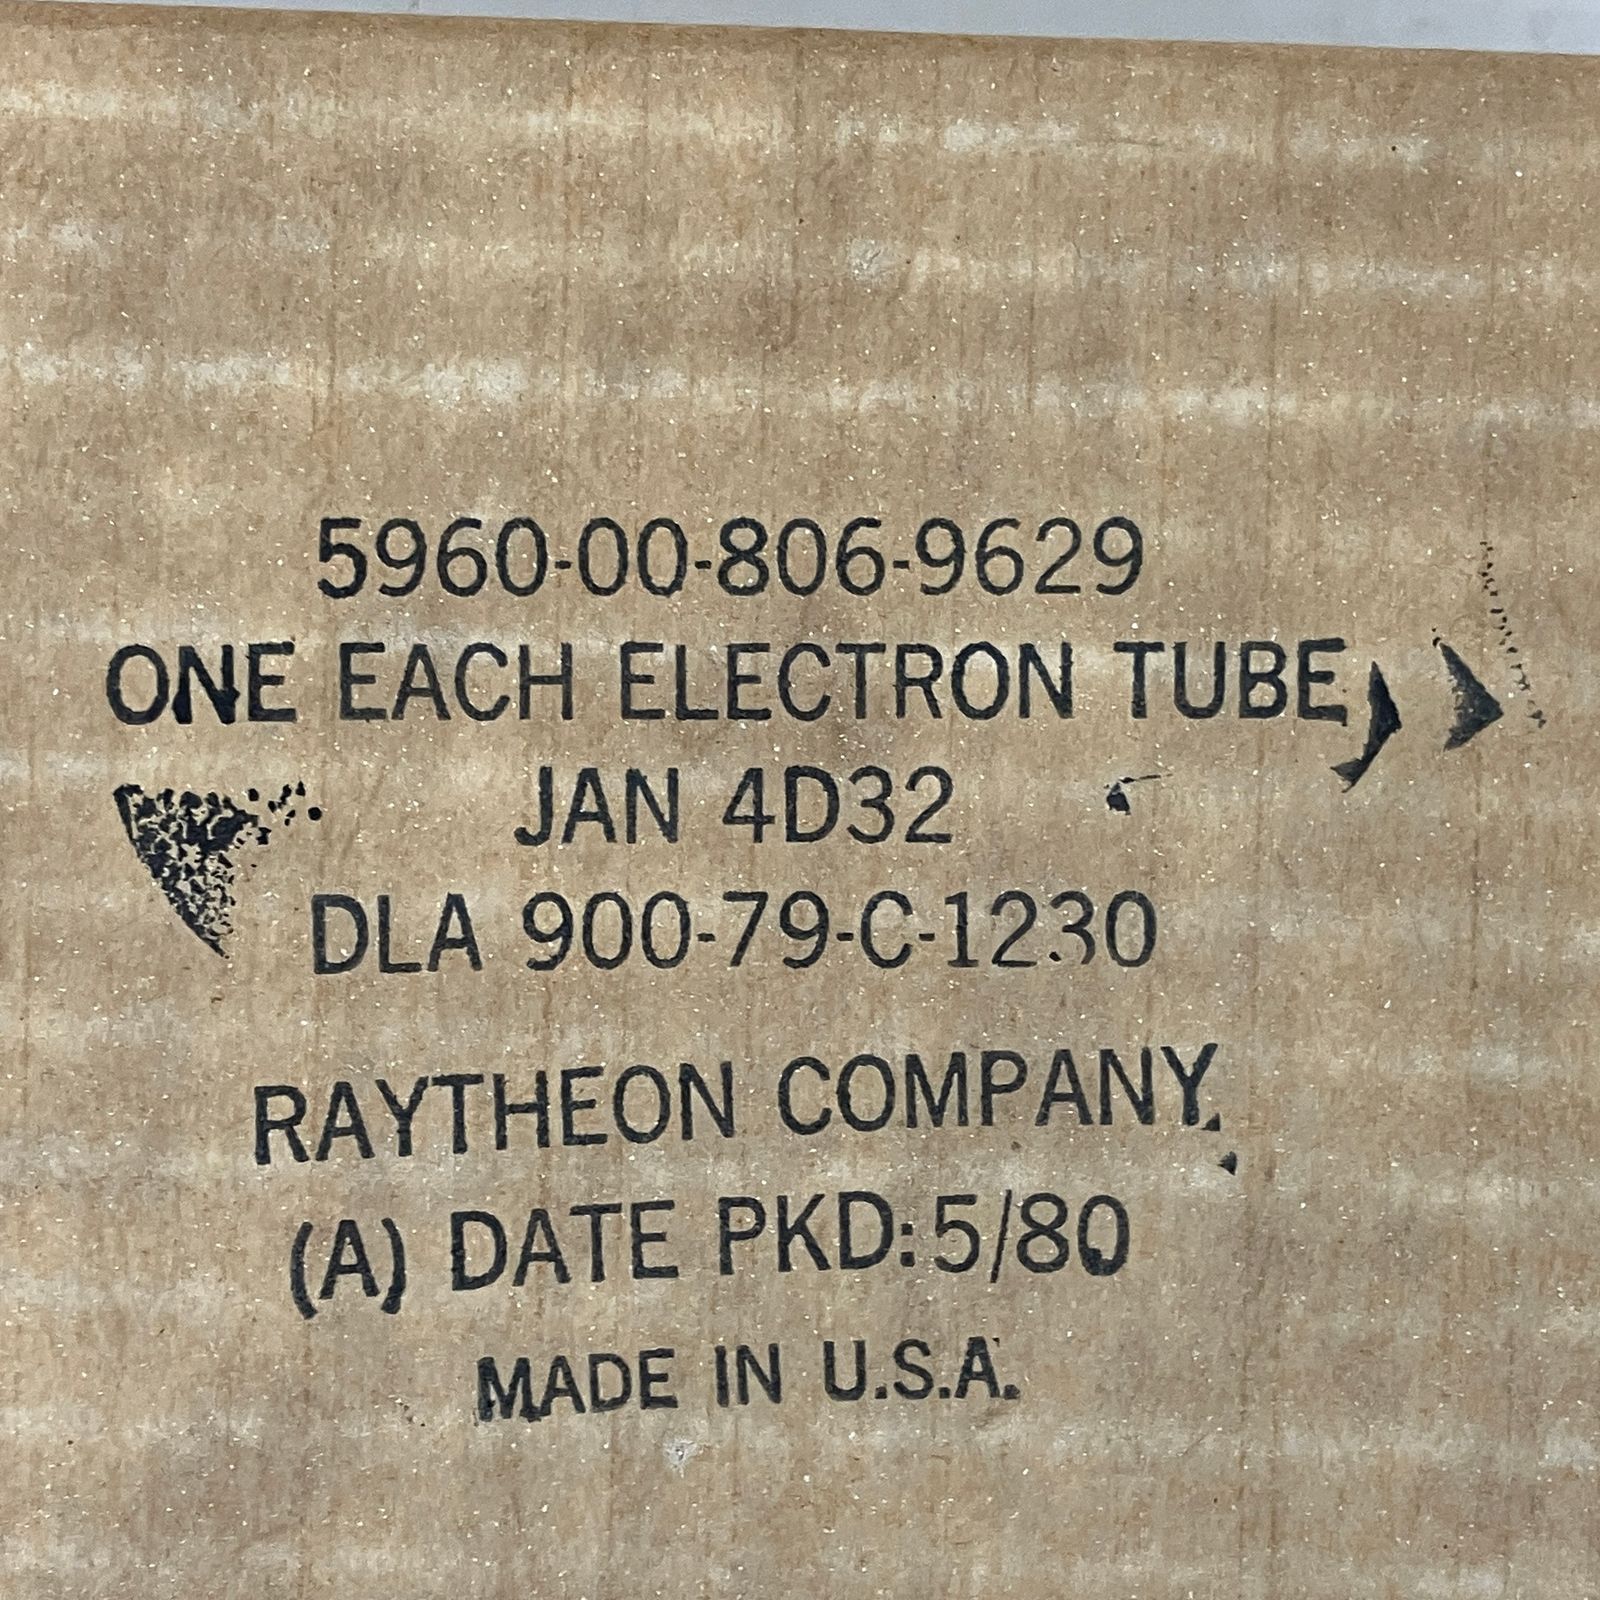 5960-00-806-9629
ONE EACH ELECTRON TUBE
JAN 4D32
DLA 900-79-C-1230
RAYTHEON COMPANY
(A) DATE PKD: 5/80
MADE IN U.S.A.